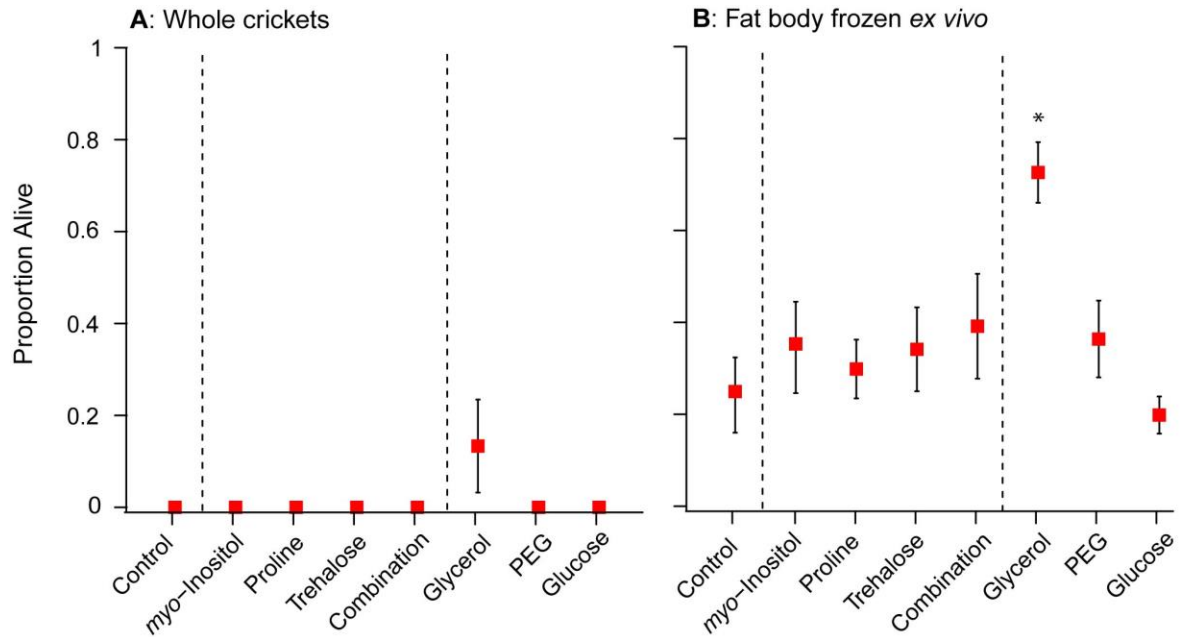 A: Whole crickets
B: Fat body frozen ex vivo
Proportion Alive
1
0.8
0.6
0.4
0.2
0
*
Control
myo−Inositol
Proline
Trehalose
Combination
Glycerol
PEG
Glucose
Control
myo−Inositol
Proline
Trehalose
Combination
Glycerol
PEG
Glucose